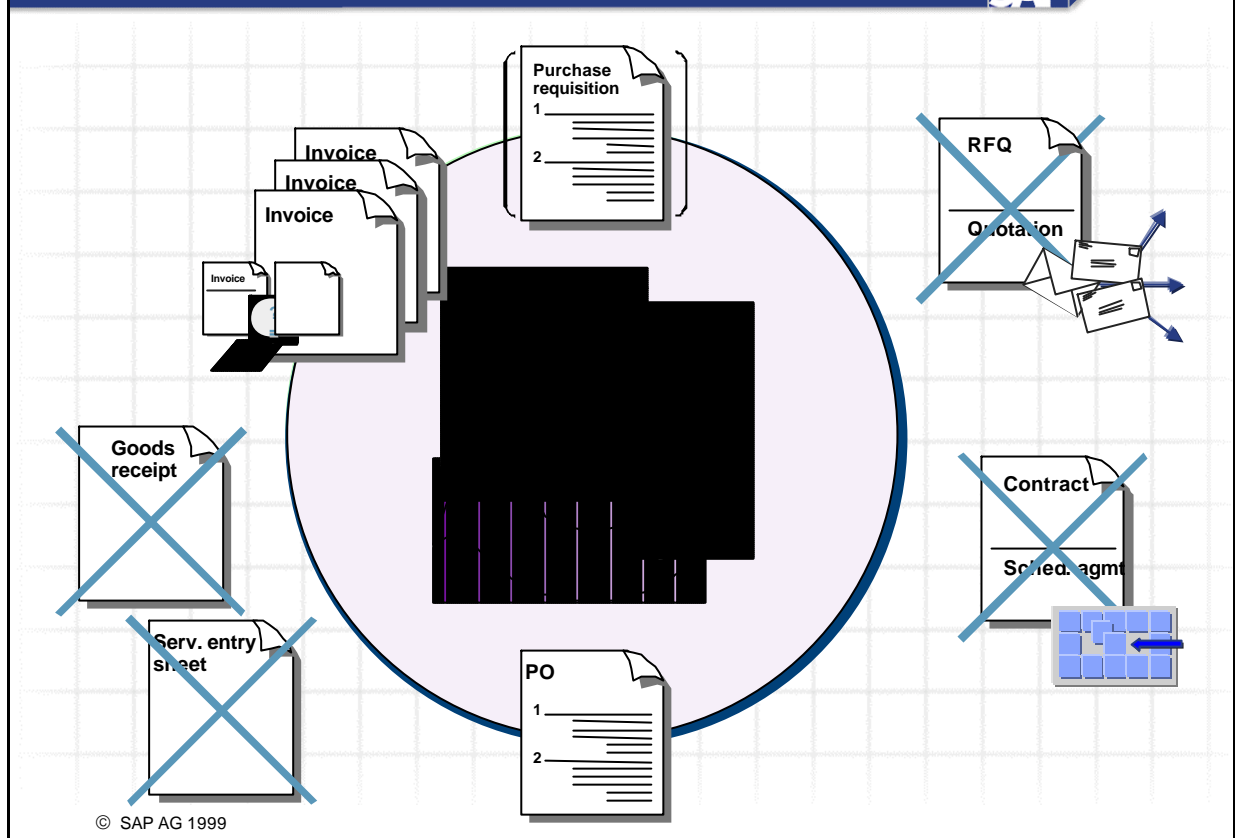 Purchase
requisition
1
2
Invoice
Invoice
Invoice
Invoice
RFQ
Quotation
Goods
receipt
Contract
Sched. agmt
Serv. entry
sheet
PO
1
2
© SAP AG 1999